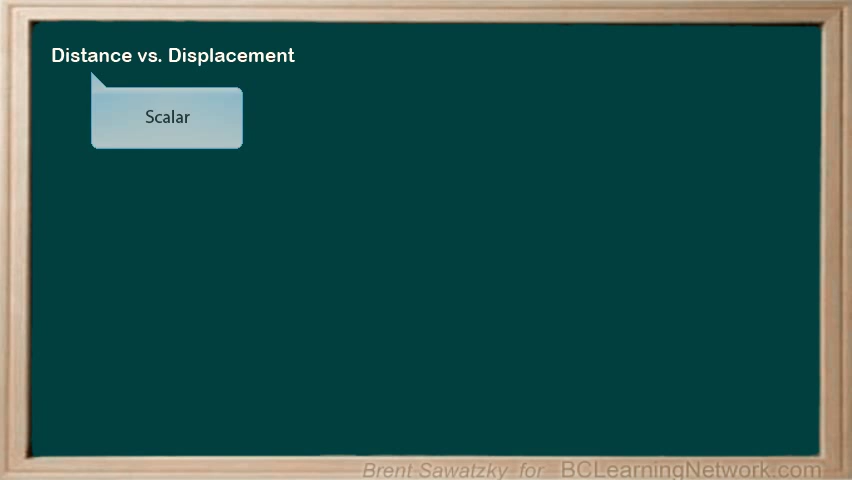 Distance vs. Displacement
Scalar
Brent Sawatzky for BCLearningNetwork.com